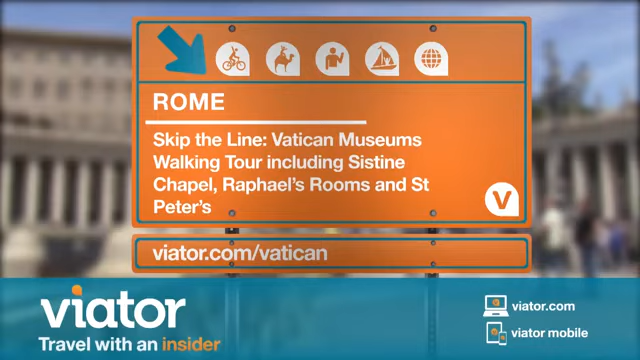 ROME
Skip the Line: Vatican Museums
Walking Tour including Sistine
Chapel, Raphael's Rooms and St
Peter's
V
viator.com/vatican
viator
Travel with an insider
viator.com
viator mobile